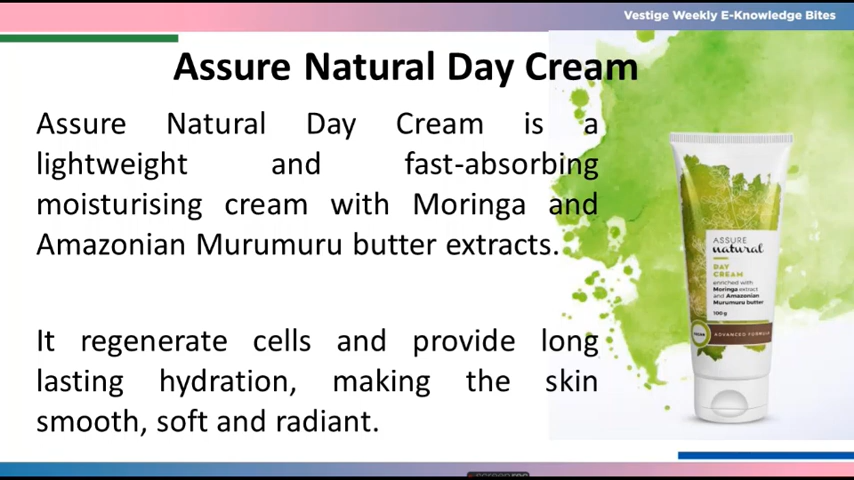 Vestige Weekly E-Knowledge Bites
Assure Natural Day Cream
Assure Natural Day Cream is a
lightweight and fast-absorbing
moisturising cream with Moringa and
Amazonian Murumuru butter extracts.
It regenerate cells and provide long
lasting hydration, making the skin
smooth, soft and radiant.
ASSURE
natural
DAY
CREAM
enriched with
Moringa extract
and Amazonian
Murumuru butter
100 g
ADVANCED FORMULA